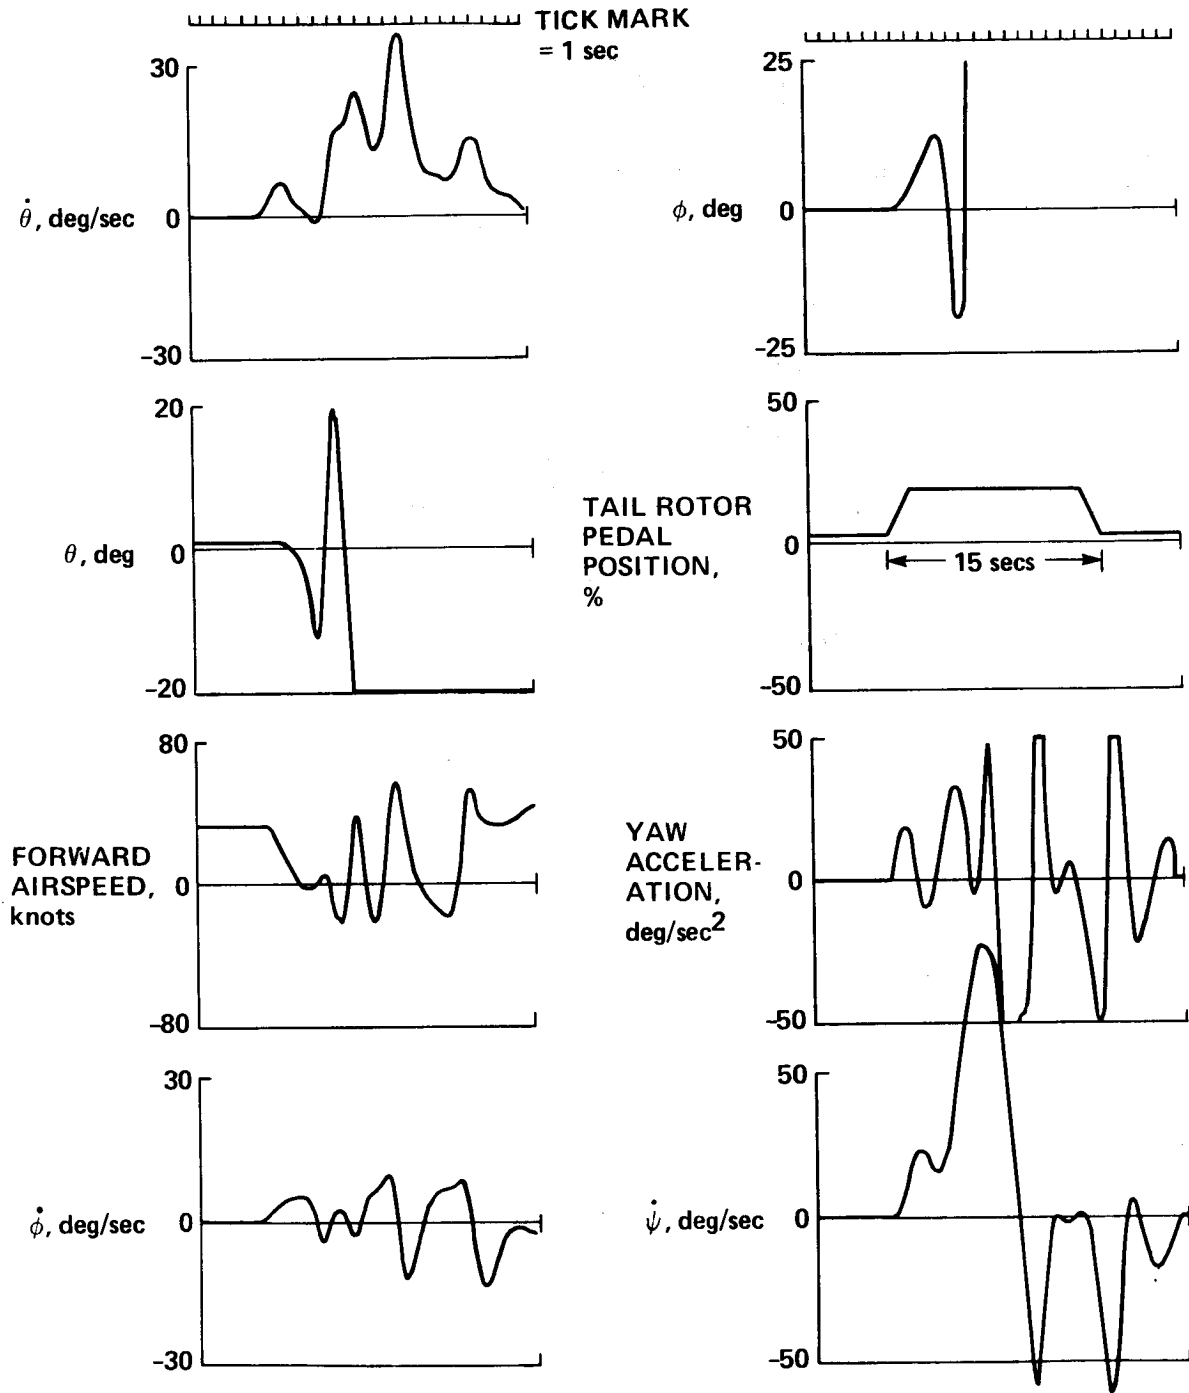 TICK MARK
= 1 sec
30
θ̇, deg/sec
0
−30
25
ϕ, deg
0
−25
20
θ, deg
0
−20
50
TAIL ROTOR
PEDAL
POSITION,
%
0
15 secs
−50
80
FORWARD
AIRSPEED,
knots
0
−80
50
YAW
ACCELER-
ATION,
deg/sec²
0
−50
30
ϕ̇, deg/sec
0
−30
50
ψ̇, deg/sec
0
−50